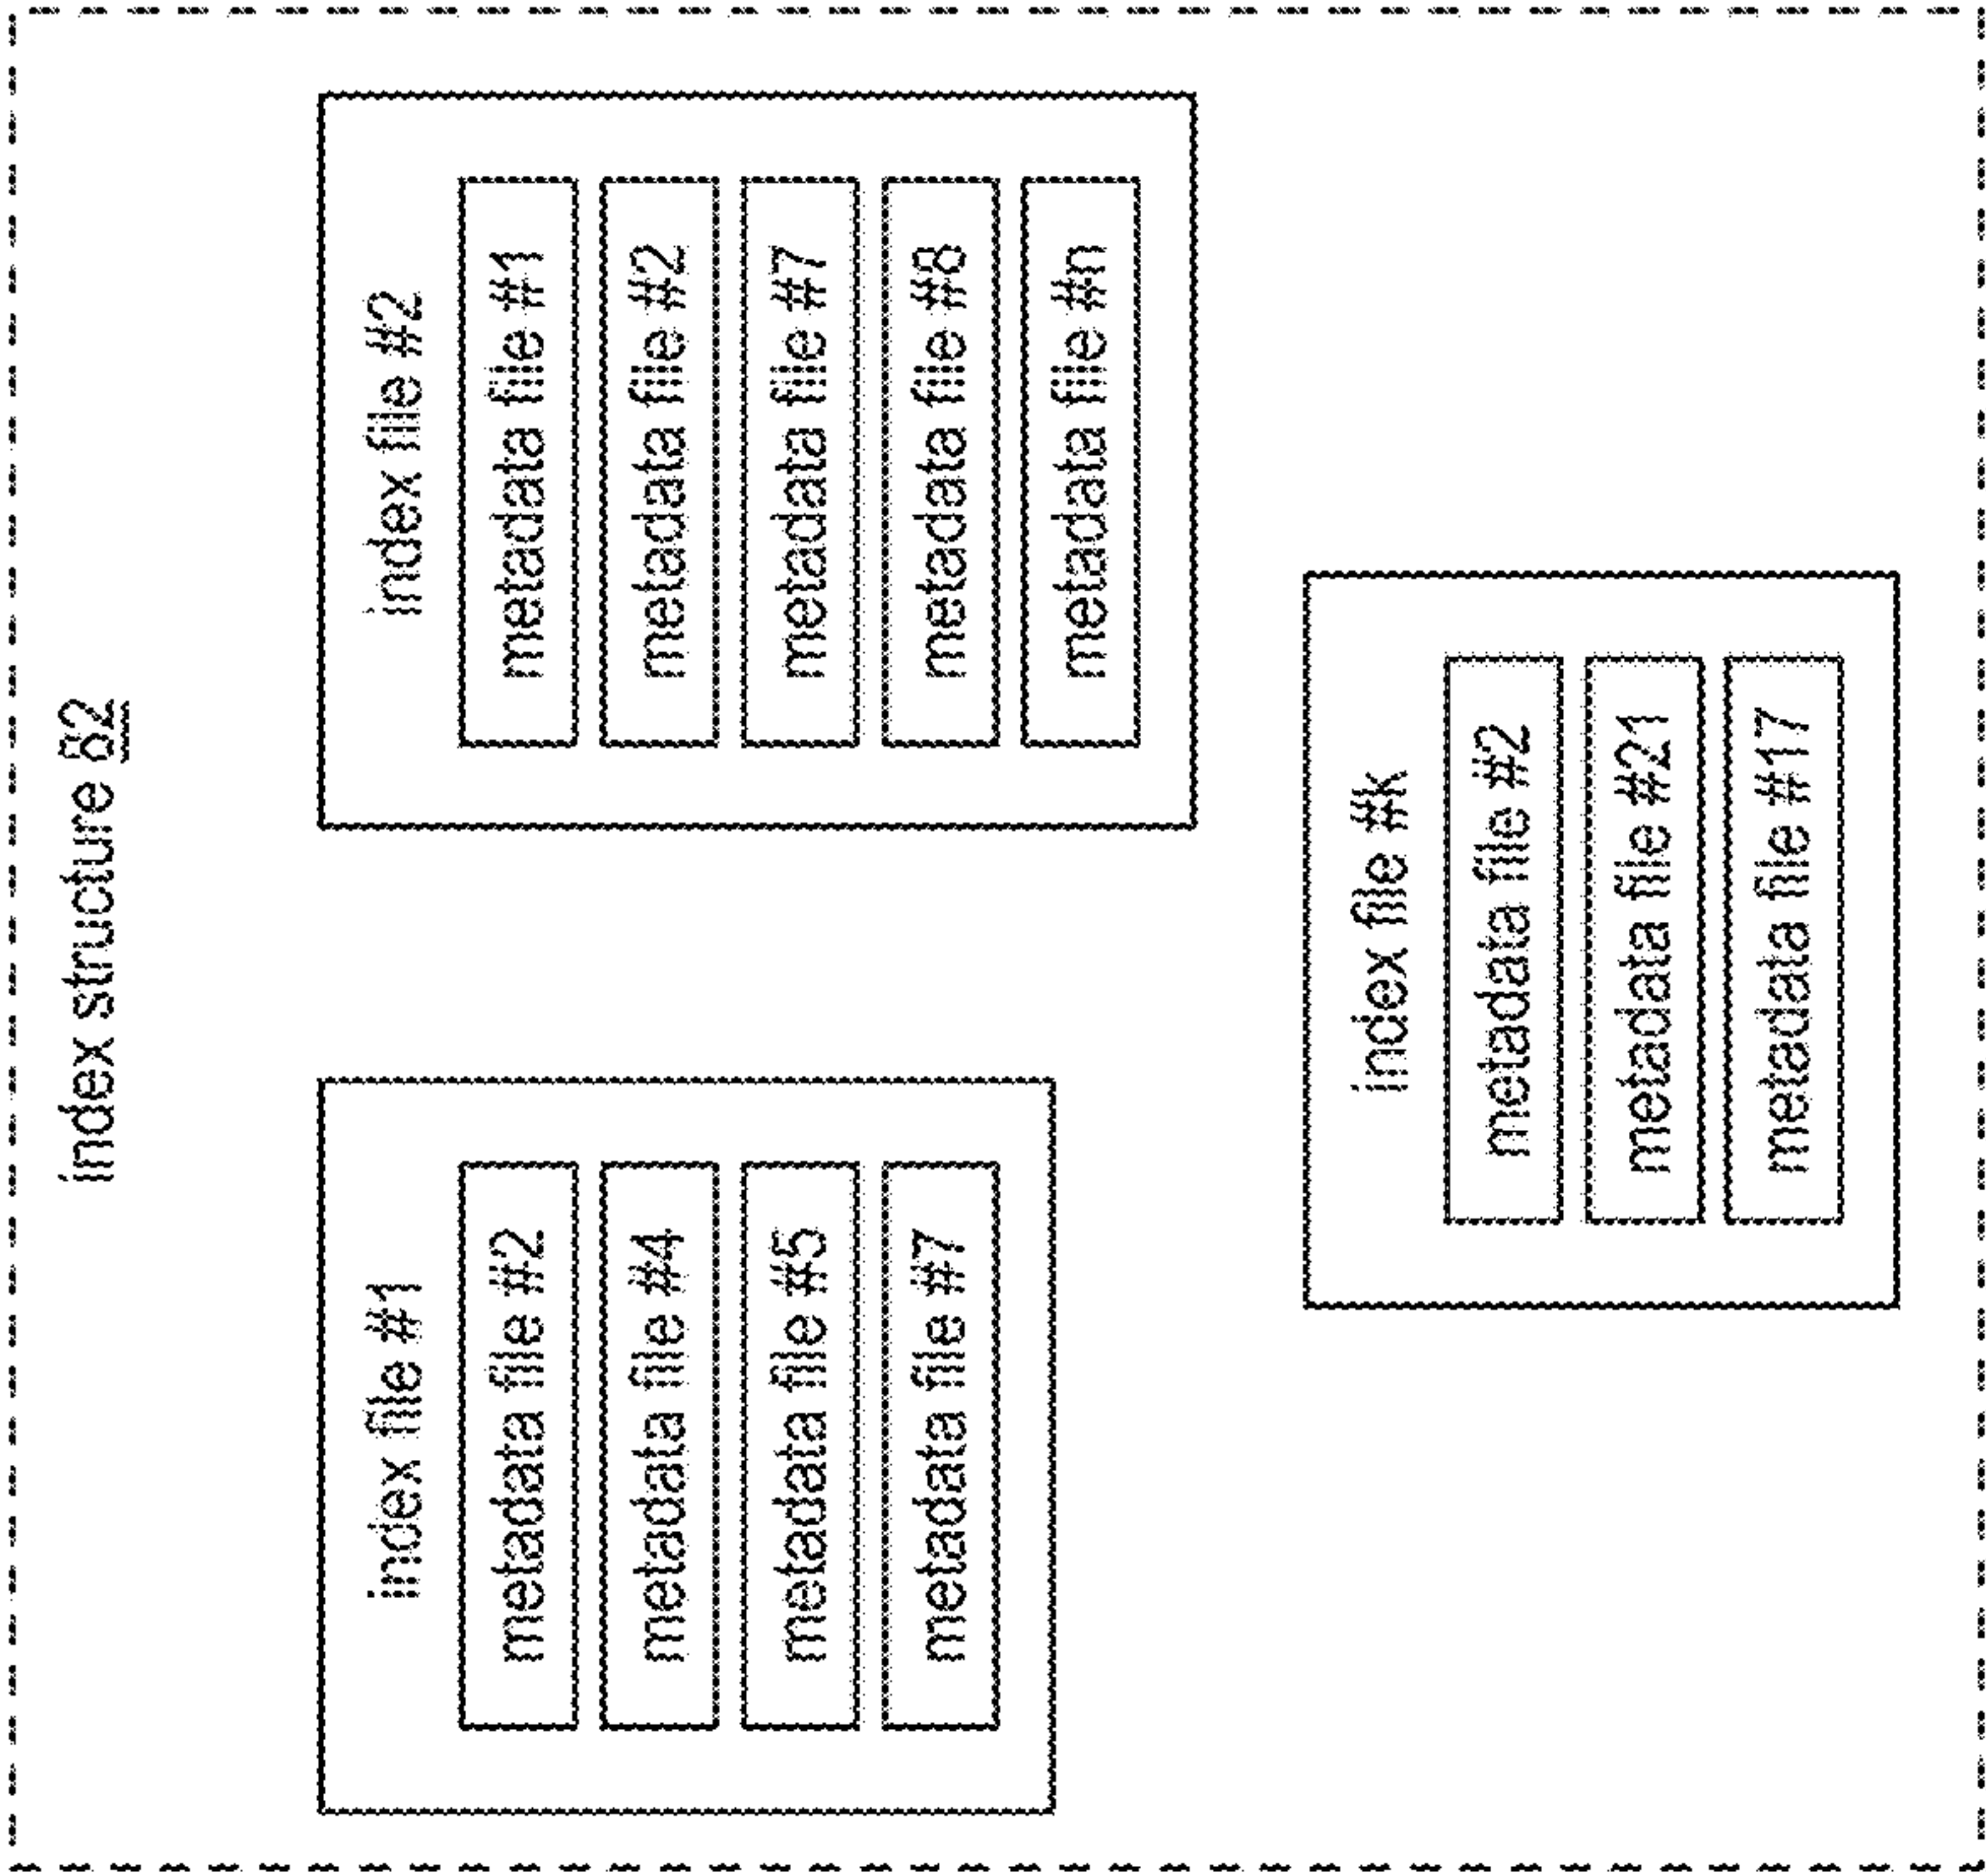 index structure 82
index file #1
metadata file #2
metadata file #4
metadata file #5
metadata file #7
index file #2
metadata file #1
metadata file #2
metadata file #7
metadata file #8
metadata file #n
index file #k
metadata file #2
metadata file #21
metadata file #17